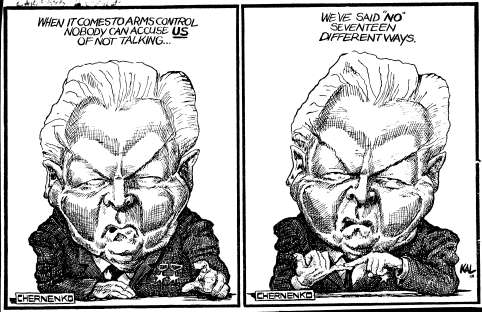 WHEN IT COMES TO ARMS CONTROL
NOBODY CAN ACCUSE US
OF NOT TALKING...
CHERNENKO
WE'VE SAID "NO"
SEVENTEEN
DIFFERENT WAYS.
KAL
CHERNENKO